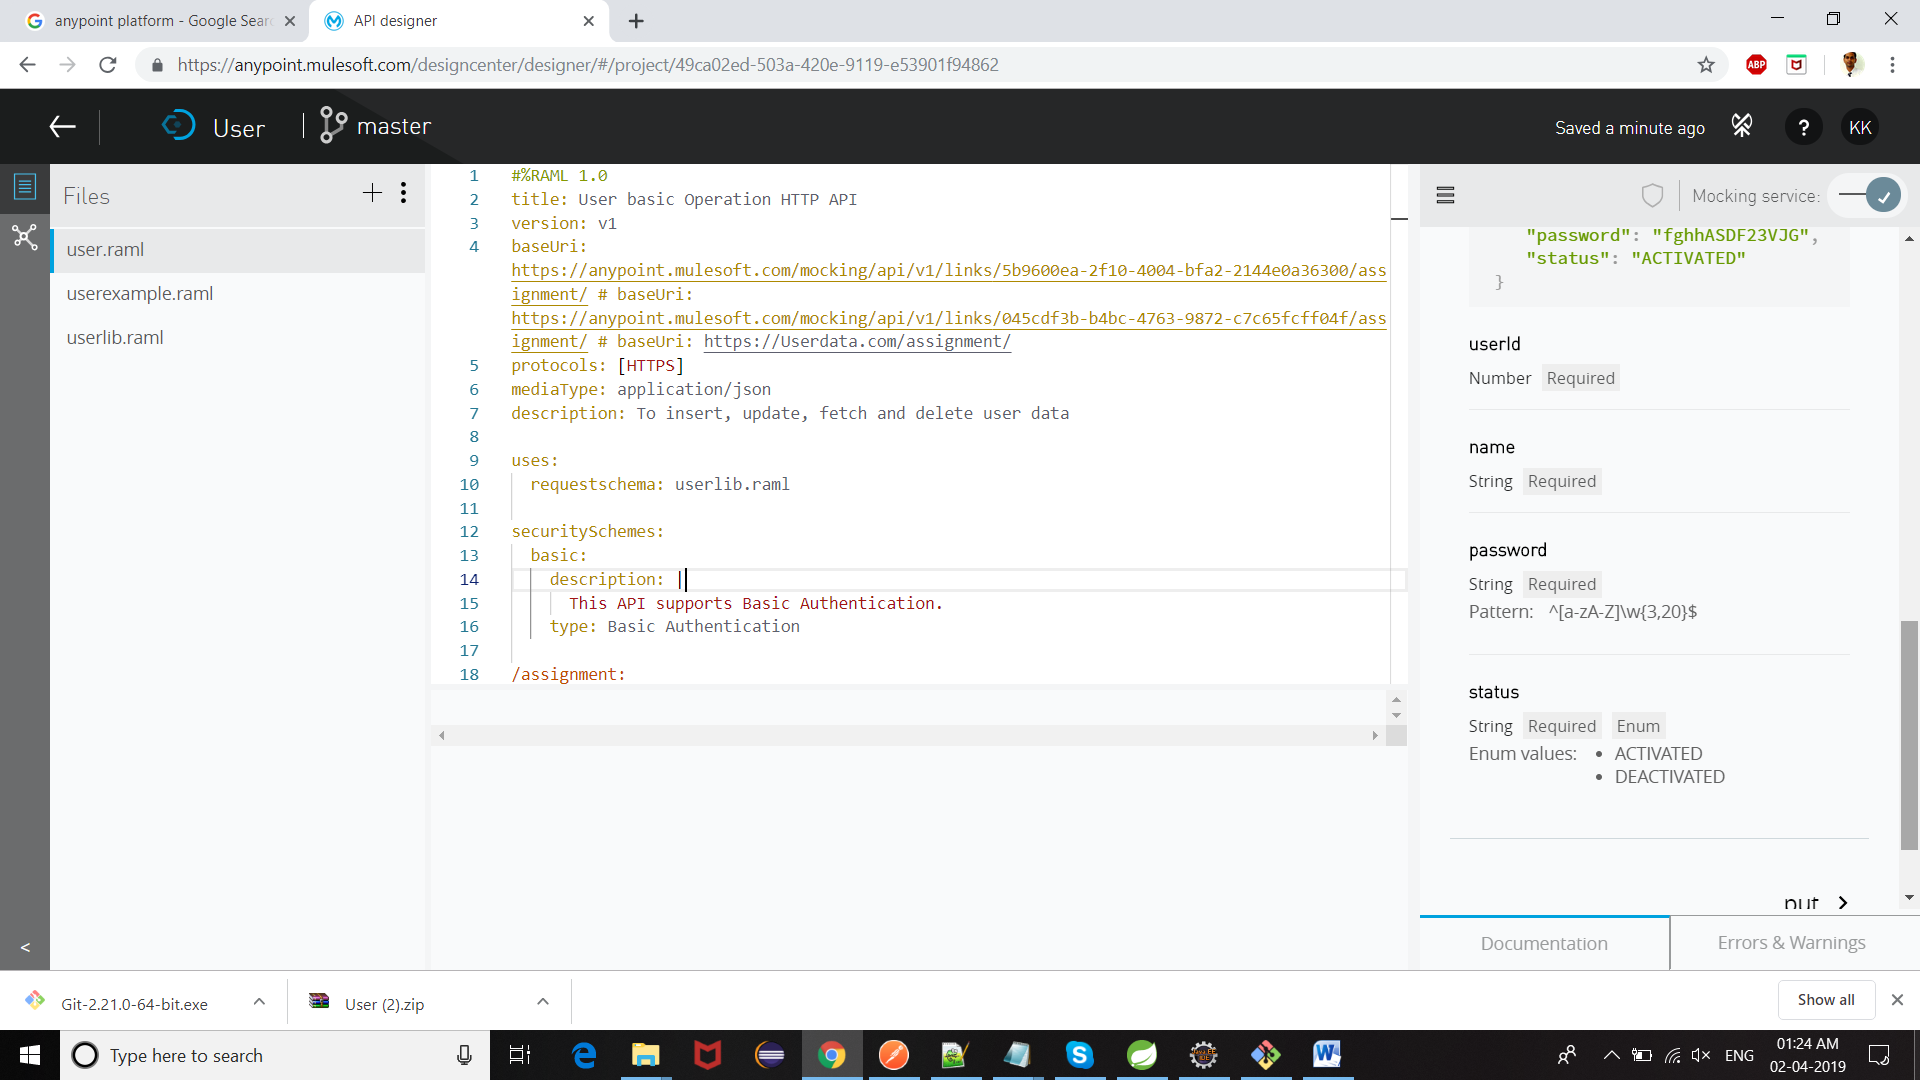 anypoint platform - Google Sear
API designer
https://anypoint.mulesoft.com/designcenter/designer/#/project/49ca02ed-503a-420e-9119-e53901f94862
ABP
User
master
Saved a minute ago
?
KK
Files
user.raml
userexample.raml
userlib.raml
<
1 #%RAML 1.0
2 title: User basic Operation HTTP API
3 version: v1
4 baseUri:
https://anypoint.mulesoft.com/mocking/api/v1/links/5b9600ea-2f10-4004-bfa2-2144e0a36300/ass
ignment/ # baseUri:
https://anypoint.mulesoft.com/mocking/api/v1/links/045cdf3b-b4bc-4763-9872-c7c65fcff04f/ass
ignment/ # baseUri: https://Userdata.com/assignment/
5 protocols: [HTTPS]
6 mediaType: application/json
7 description: To insert, update, fetch and delete user data
8
9 uses:
10 requestschema: userlib.raml
11
12 securitySchemes:
13 basic:
14 description: |
15 This API supports Basic Authentication.
16 type: Basic Authentication
17
18 /assignment:
Mocking service:
"password": "fghhASDF23VJG",
"status": "ACTIVATED"
}
userId
Number Required
name
String Required
password
String Required
Pattern: ^[a-zA-Z]\w{3,20}$
status
String Required Enum
Enum values: • ACTIVATED
• DEACTIVATED
put
Documentation
Errors & Warnings
Git-2.21.0-64-bit.exe
User (2).zip
Show all
Type here to search
ENG
01:24 AM
02-04-2019